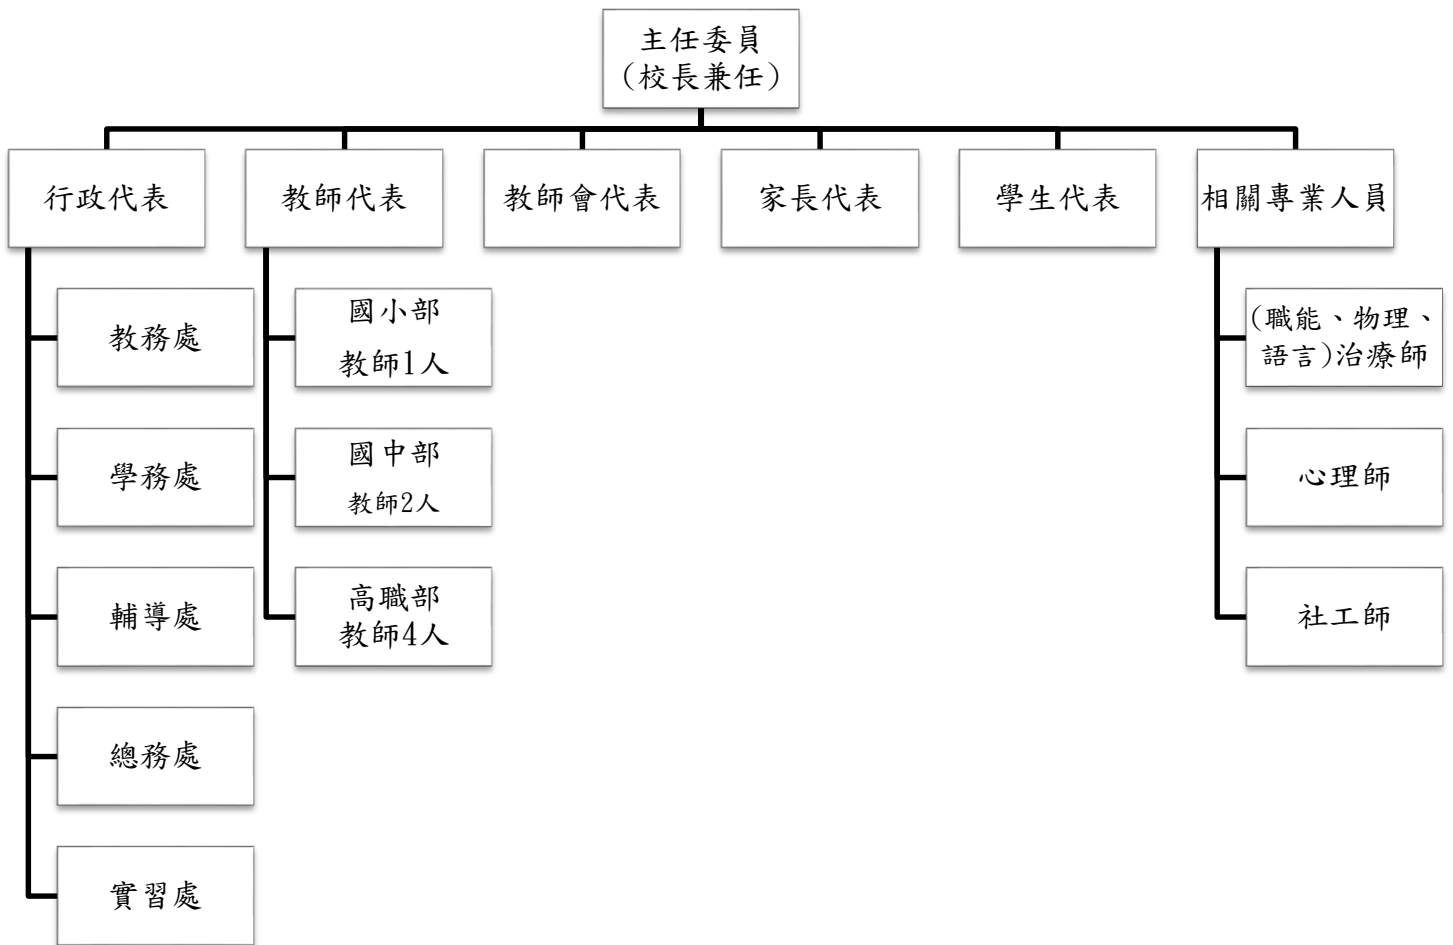 主任委員
(校長兼任)
行政代表
教師代表
教師會代表
家長代表
學生代表
相關專業人員
教務處
學務處
輔導處
總務處
實習處
國小部
教師1人
國中部
教師2人
高職部
教師4人
(職能、物理、
語言)治療師
心理師
社工師